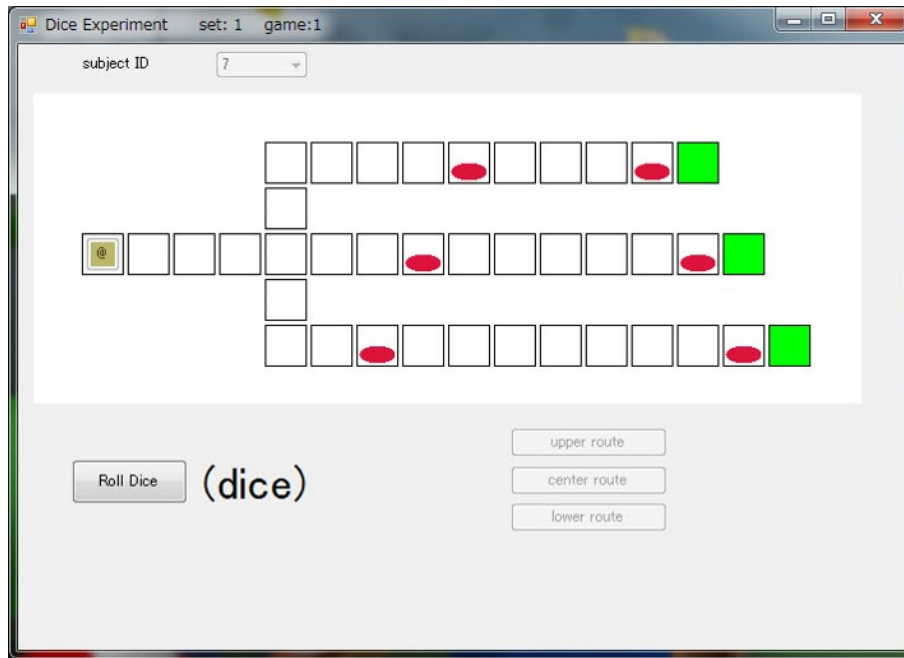 Dice Experiment set: 1 game:1
subject ID 7
@
upper route
Roll Dice (dice) center route
lower route